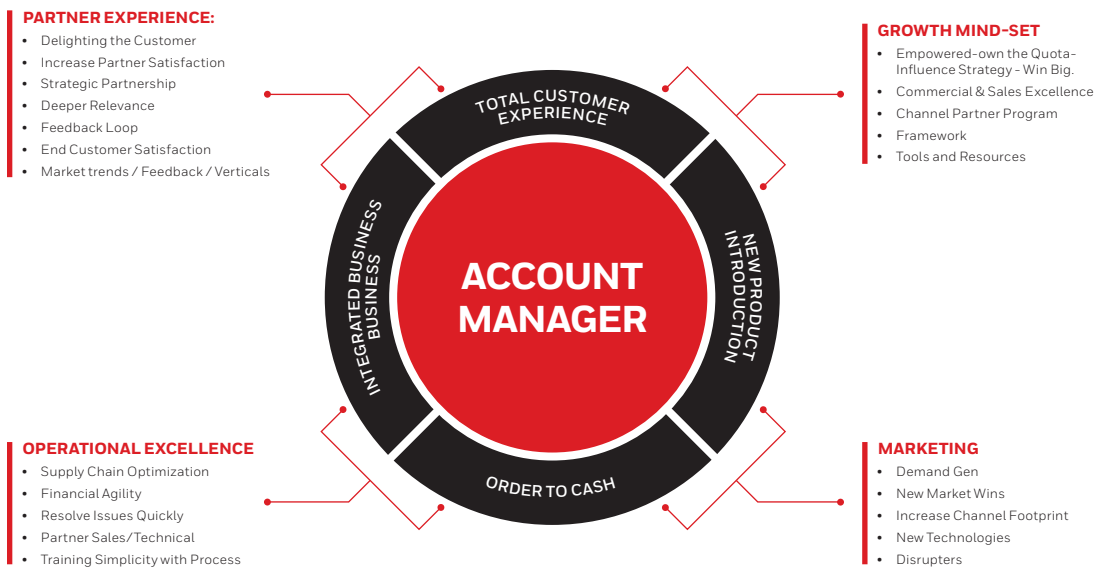 PARTNER EXPERIENCE:
• Delighting the Customer
• Increase Partner Satisfaction
• Strategic Partnership
• Deeper Relevance
• Feedback Loop
• End Customer Satisfaction
• Market trends / Feedback / Verticals
GROWTH MIND-SET
• Empowered-own the Quota-
Influence Strategy - Win Big.
• Commercial & Sales Excellence
• Channel Partner Program
• Framework
• Tools and Resources
TOTAL CUSTOMER
EXPERIENCE
INTEGRATED BUSINESS
BUSINESS
ACCOUNT
MANAGER
NEW PRODUCT
INTRODUCTION
ORDER TO CASH
OPERATIONAL EXCELLENCE
• Supply Chain Optimization
• Financial Agility
• Resolve Issues Quickly
• Partner Sales/Technical
• Training Simplicity with Process
MARKETING
• Demand Gen
• New Market Wins
• Increase Channel Footprint
• New Technologies
• Disrupters